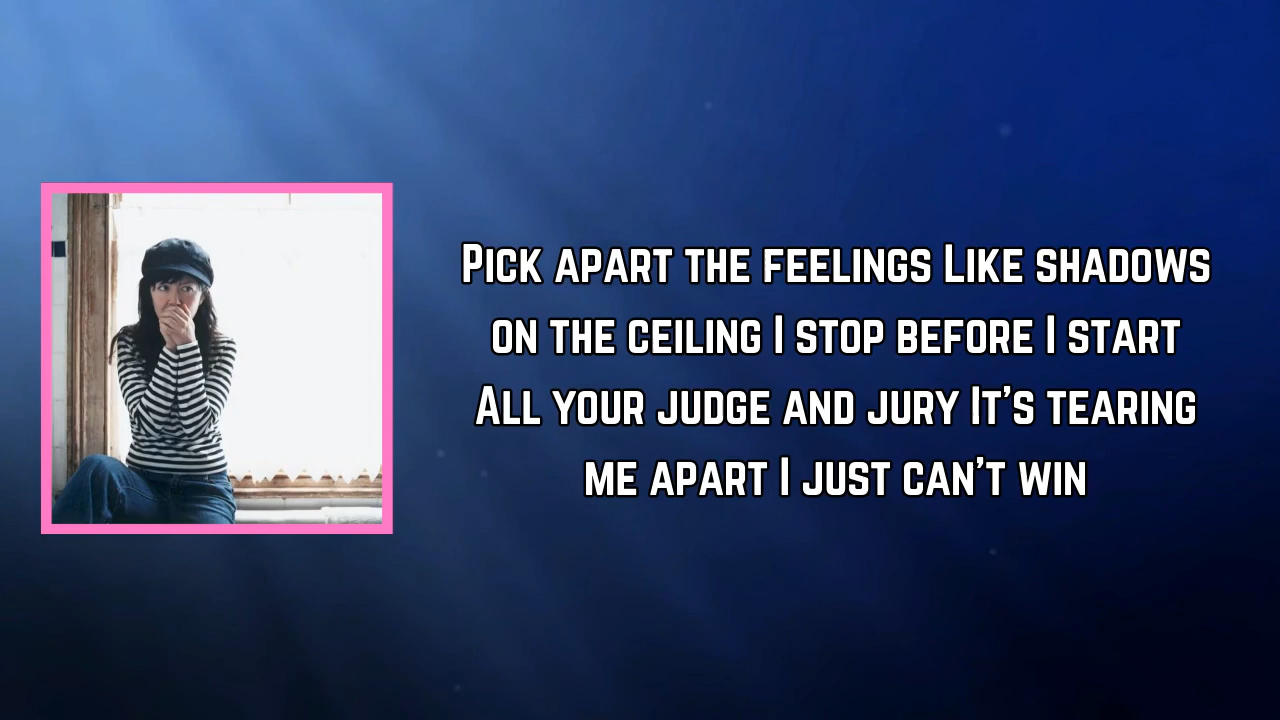 Pick apart the feelings Like shadows
on the ceiling I stop before I start
All your judge and jury It's tearing
me apart I just can't win